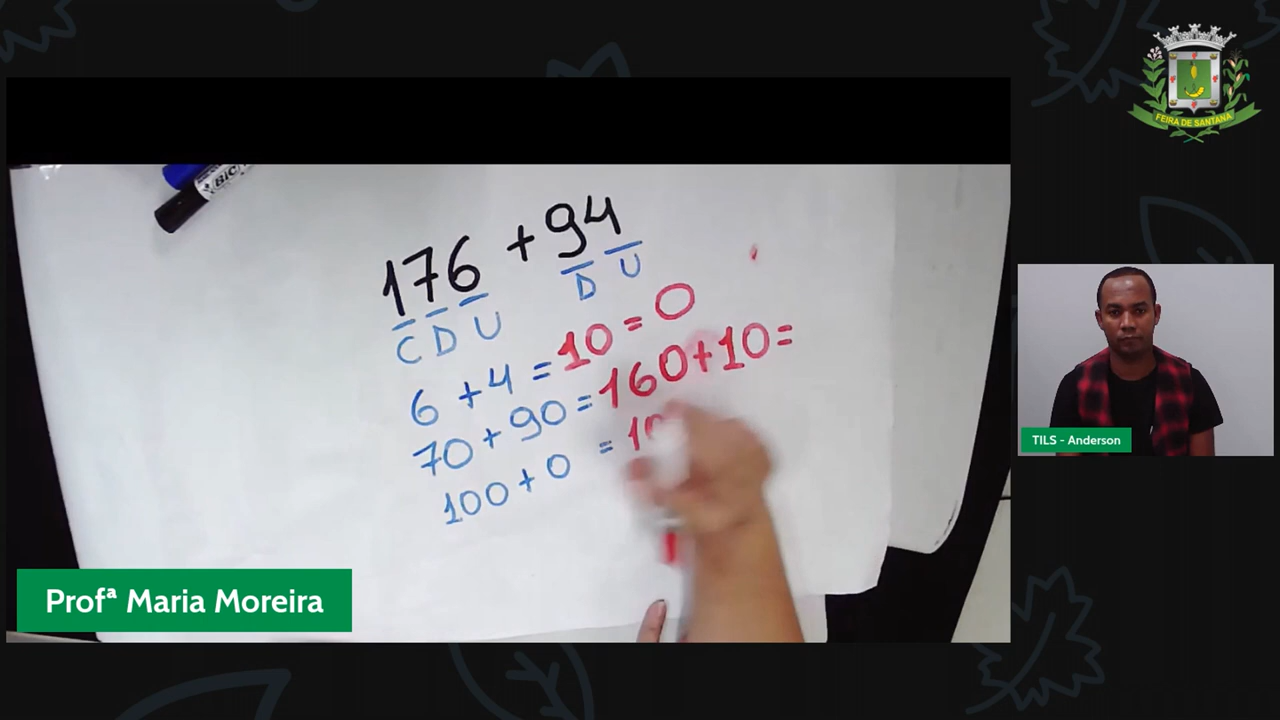 BIC
176 + 94
C D U D U
6 + 4 = 10 = 0
70 + 90 = 160 + 10 =
100 + 0 =
Profª Maria Moreira
FEIRA DE SANTANA
TILS - Anderson